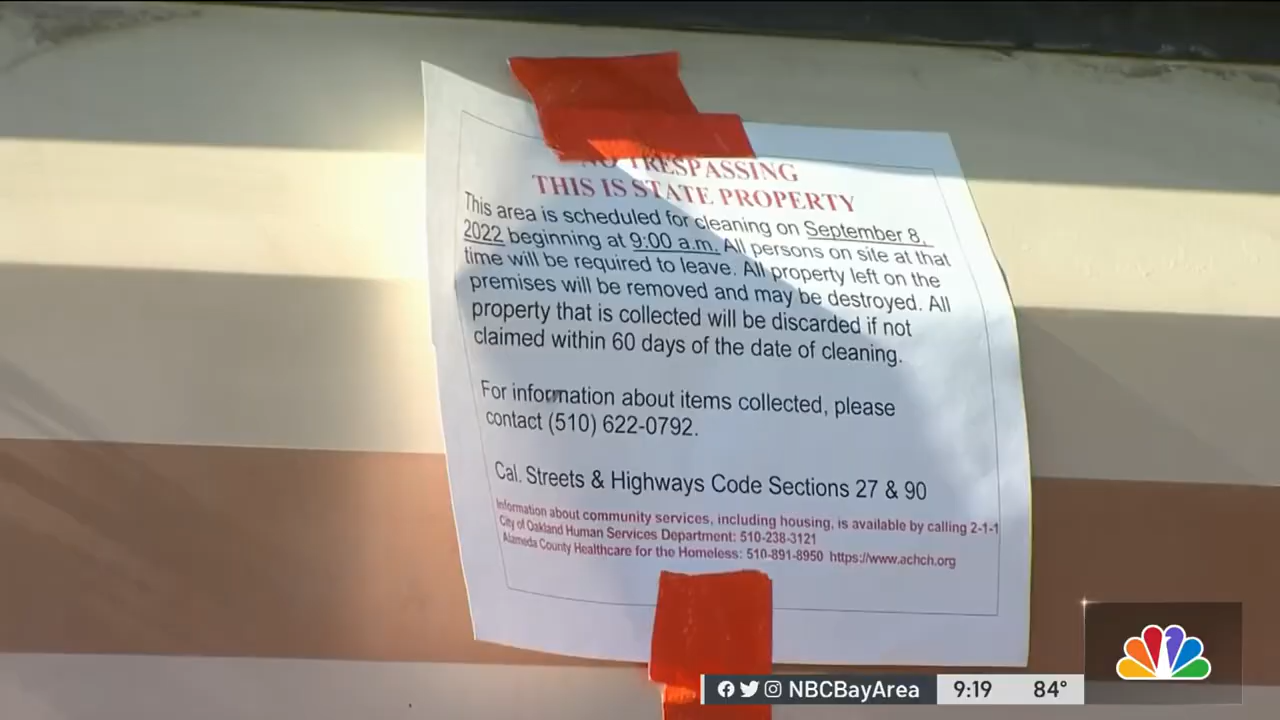 NO TRESPASSING
THIS IS STATE PROPERTY
This area is scheduled for cleaning on September 8,
2022 beginning at 9:00 a.m. All persons on site at that
time will be required to leave. All property left on the
premises will be removed and may be destroyed. All
property that is collected will be discarded if not
claimed within 60 days of the date of cleaning.
For information about items collected, please
contact (510) 622-0792.
Cal. Streets & Highways Code Sections 27 & 90
Information about community services, including housing, is available by calling 2-1-1
City of Oakland Human Services Department: 510-238-3121
Alameda County Healthcare for the Homeless: 510-891-8950 https://www.achch.org
NBCBayArea 9:19 84°